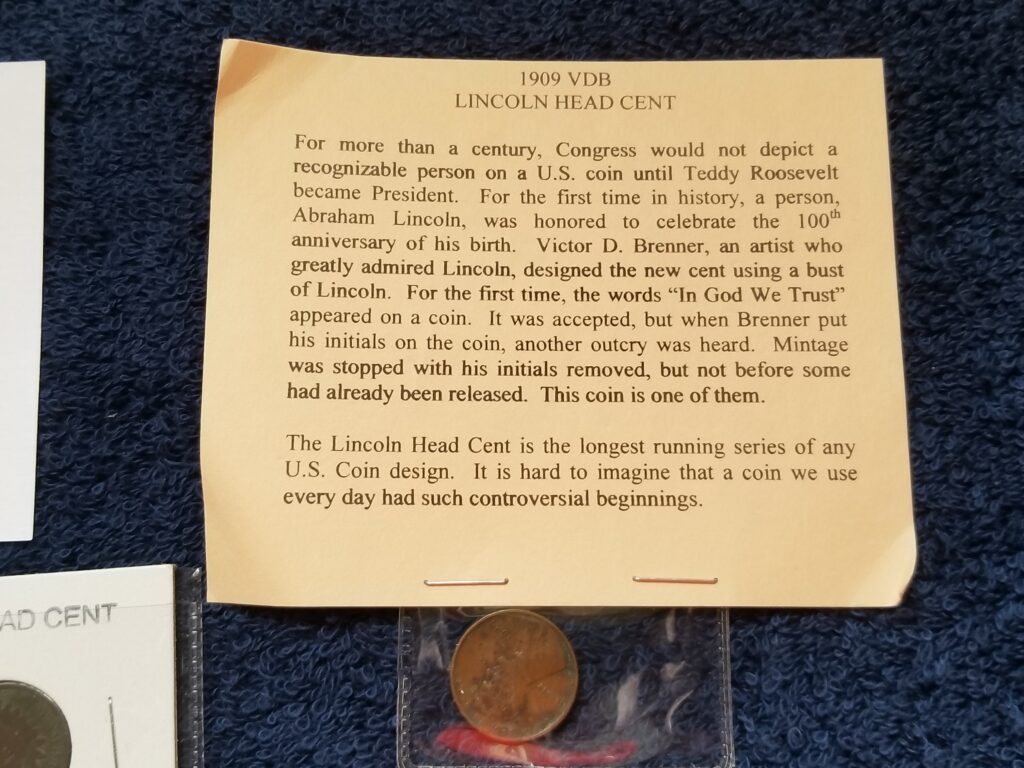 1909 VDB
LINCOLN HEAD CENT
For more than a century, Congress would not depict a
recognizable person on a U.S. coin until Teddy Roosevelt
became President. For the first time in history, a person,
Abraham Lincoln, was honored to celebrate the 100th
anniversary of his birth. Victor D. Brenner, an artist who
greatly admired Lincoln, designed the new cent using a bust
of Lincoln. For the first time, the words “In God We Trust”
appeared on a coin. It was accepted, but when Brenner put
his initials on the coin, another outcry was heard. Mintage
was stopped with his initials removed, but not before some
had already been released. This coin is one of them.
The Lincoln Head Cent is the longest running series of any
U.S. Coin design. It is hard to imagine that a coin we use
every day had such controversial beginnings.
AD CENT